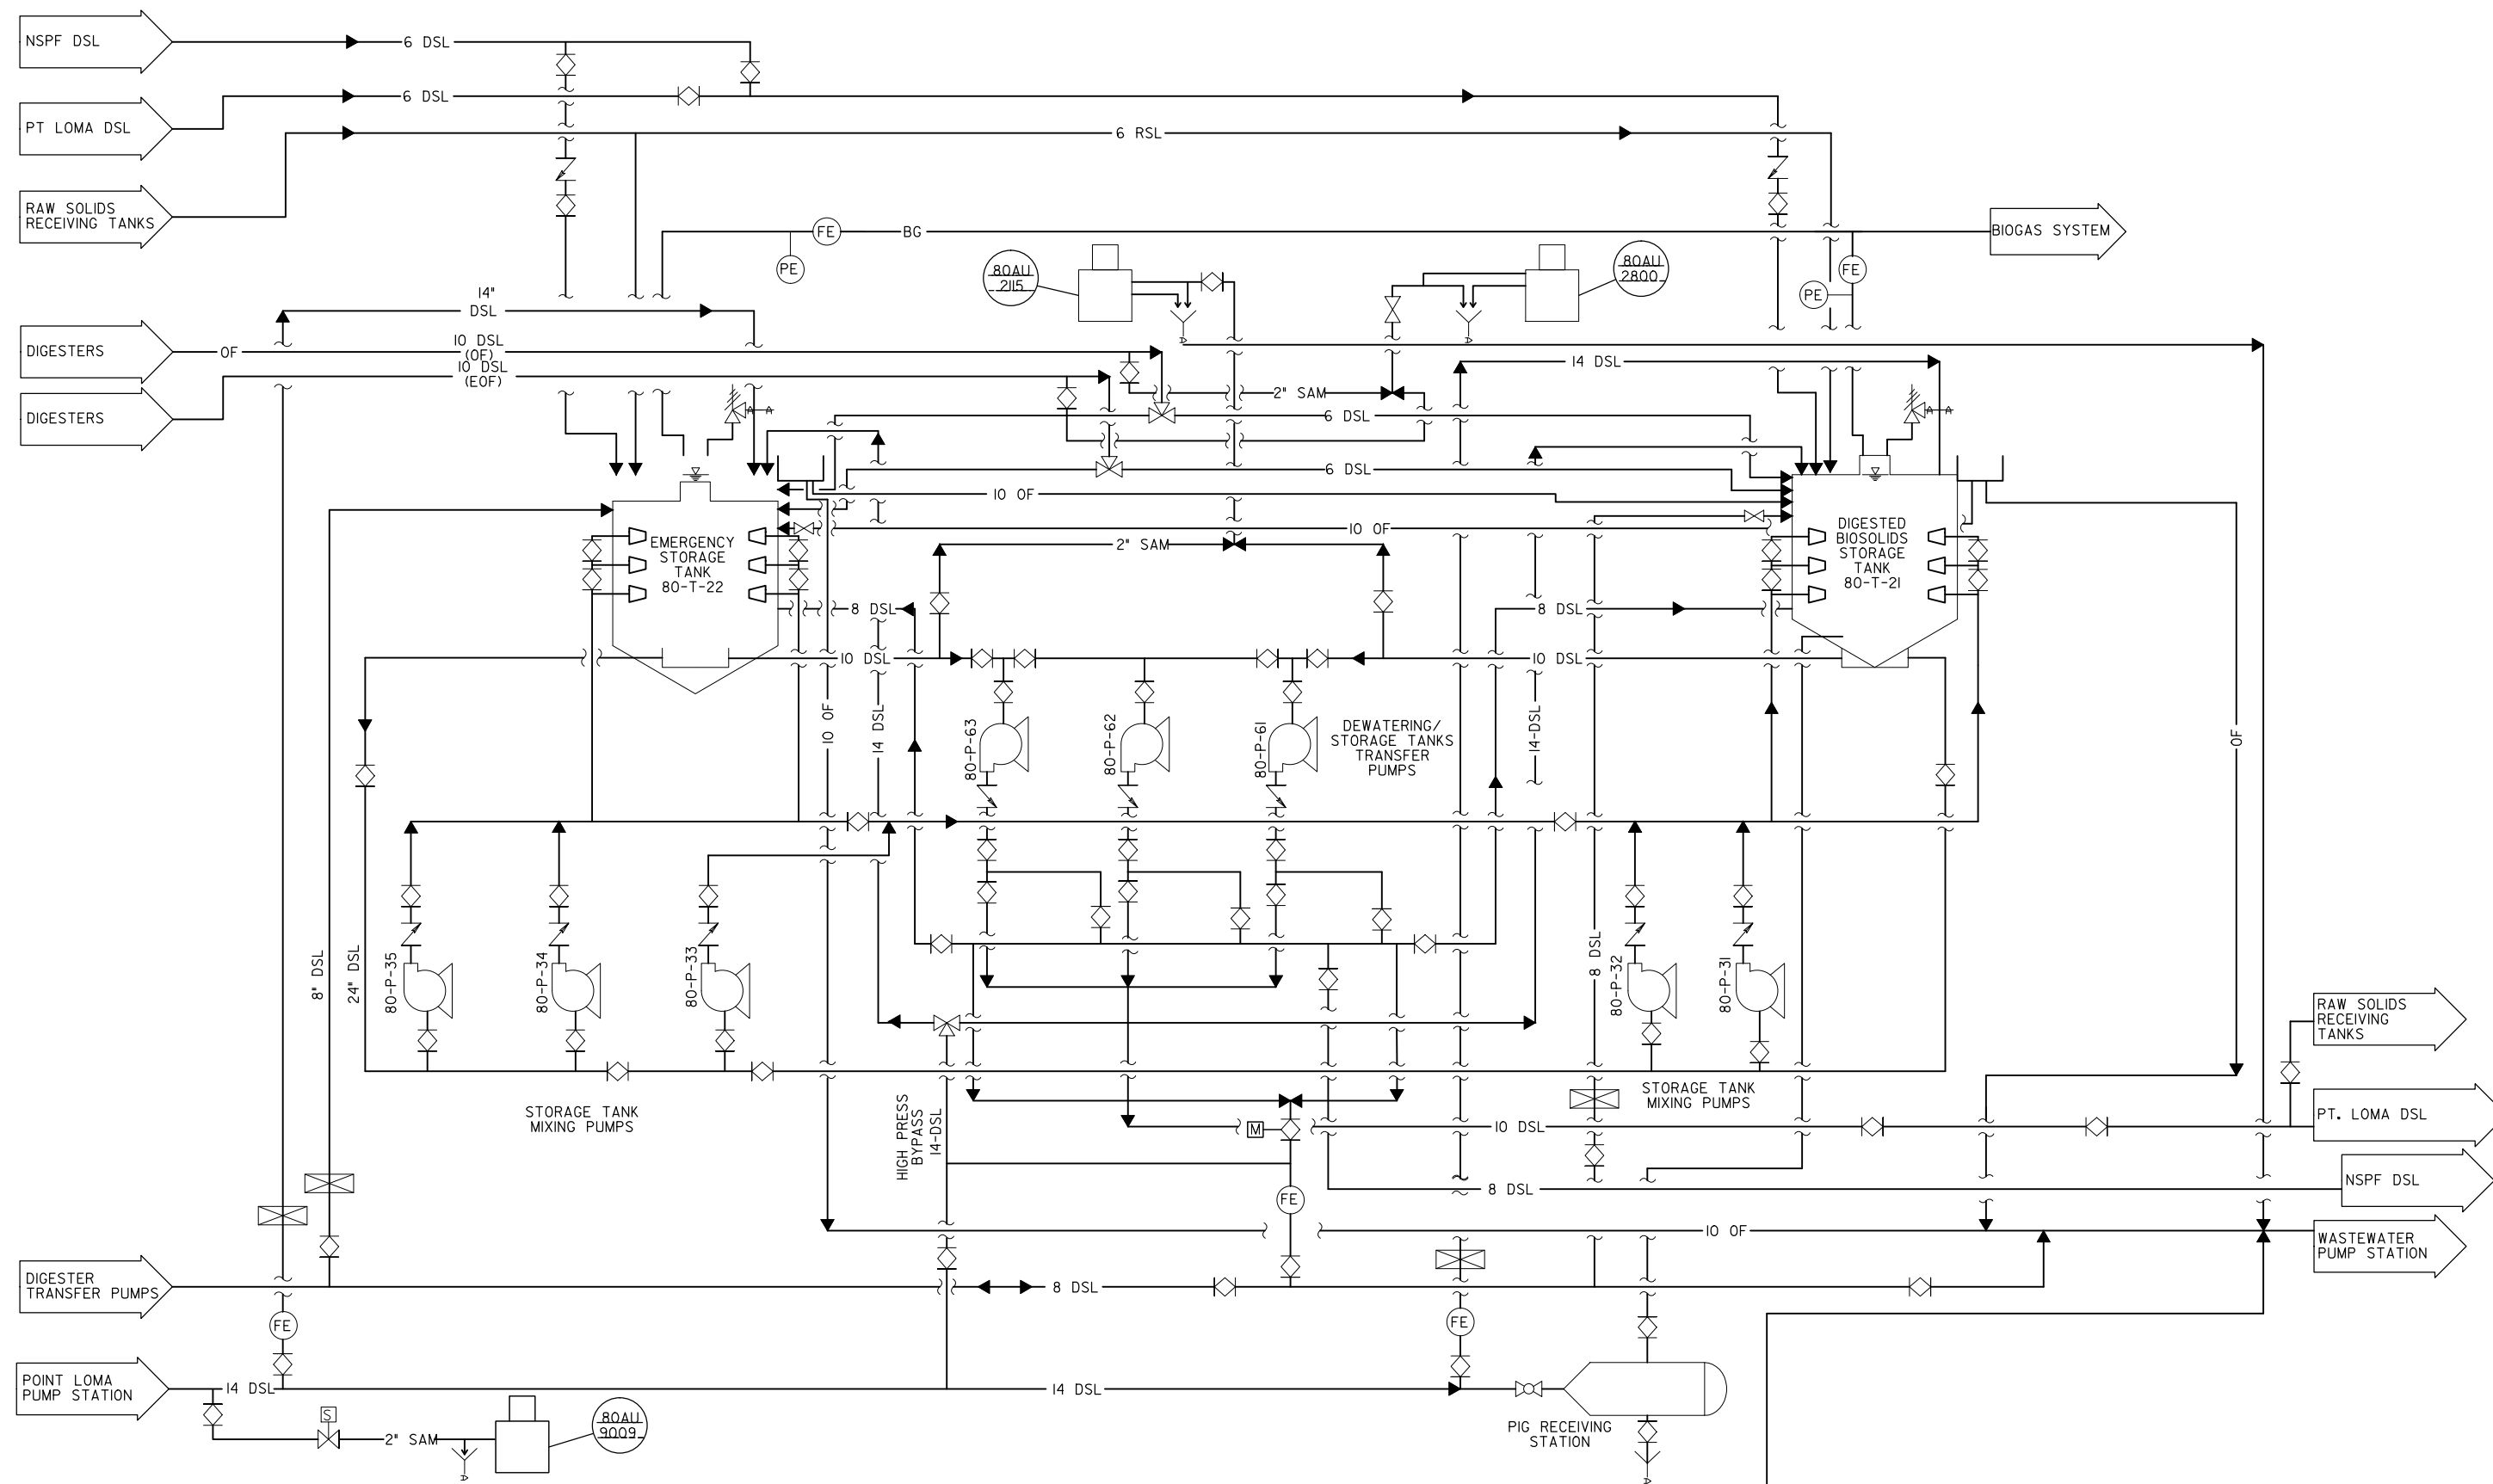 NSPF DSL
6 DSL
PT LOMA DSL
6 DSL
6 RSL
RAW SOLIDS
RECEIVING TANKS
FE
BG
PE
BIOGAS SYSTEM
FE
PE
80AU
2115
80AU
2800
14"
DSL
DIGESTERS
OF
10 DSL
(OF)
10 DSL
(EOF)
DIGESTERS
A
A
14 DSL
2" SAM
6 DSL
A A
A A
6 DSL
10 OF
10 OF
2" SAM
EMERGENCY
STORAGE
TANK
80-T-22
DIGESTED
BIOSOLIDS
STORAGE
TANK
80-T-21
8 DSL
8 DSL
10 DSL
10 DSL
10 OF
14 DSL
80-P-63
80-P-62
80-P-61
DEWATERING/
STORAGE TANKS
TRANSFER
PUMPS
14-DSL
OF
8" DSL
24" DSL
80-P-35
80-P-34
80-P-33
8 DSL
80-P-32
80-P-31
RAW SOLIDS
RECEIVING
TANKS
STORAGE TANK
MIXING PUMPS
STORAGE TANK
MIXING PUMPS
HIGH PRESS
BYPASS
14-DSL
M
10 DSL
PT. LOMA DSL
8 DSL
NSPF DSL
FE
10 OF
WASTEWATER
PUMP STATION
DIGESTER
TRANSFER PUMPS
8 DSL
FE
FE
POINT LOMA
PUMP STATION
14 DSL
14 DSL
S
2" SAM
80AU
9009
A
PIG RECEIVING
STATION
A